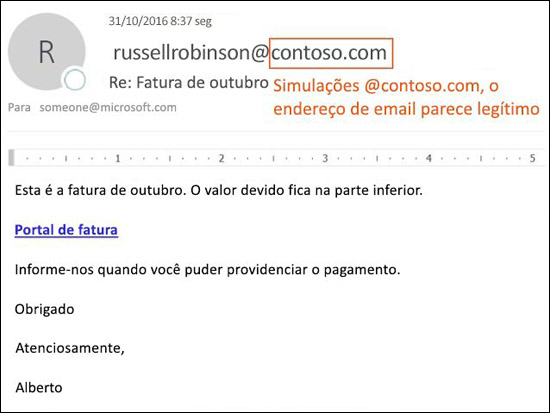 31/10/2016 8:37 seg
R
russellrobinson@contoso.com
Re: Fatura de outubro
Simulações @contoso.com, o
endereço de email parece legítimo
Para someone@microsoft.com
1 2 3 4 5
Esta é a fatura de outubro. O valor devido fica na parte inferior.
Portal de fatura
Informe-nos quando você puder providenciar o pagamento.
Obrigado
Atenciosamente,
Alberto